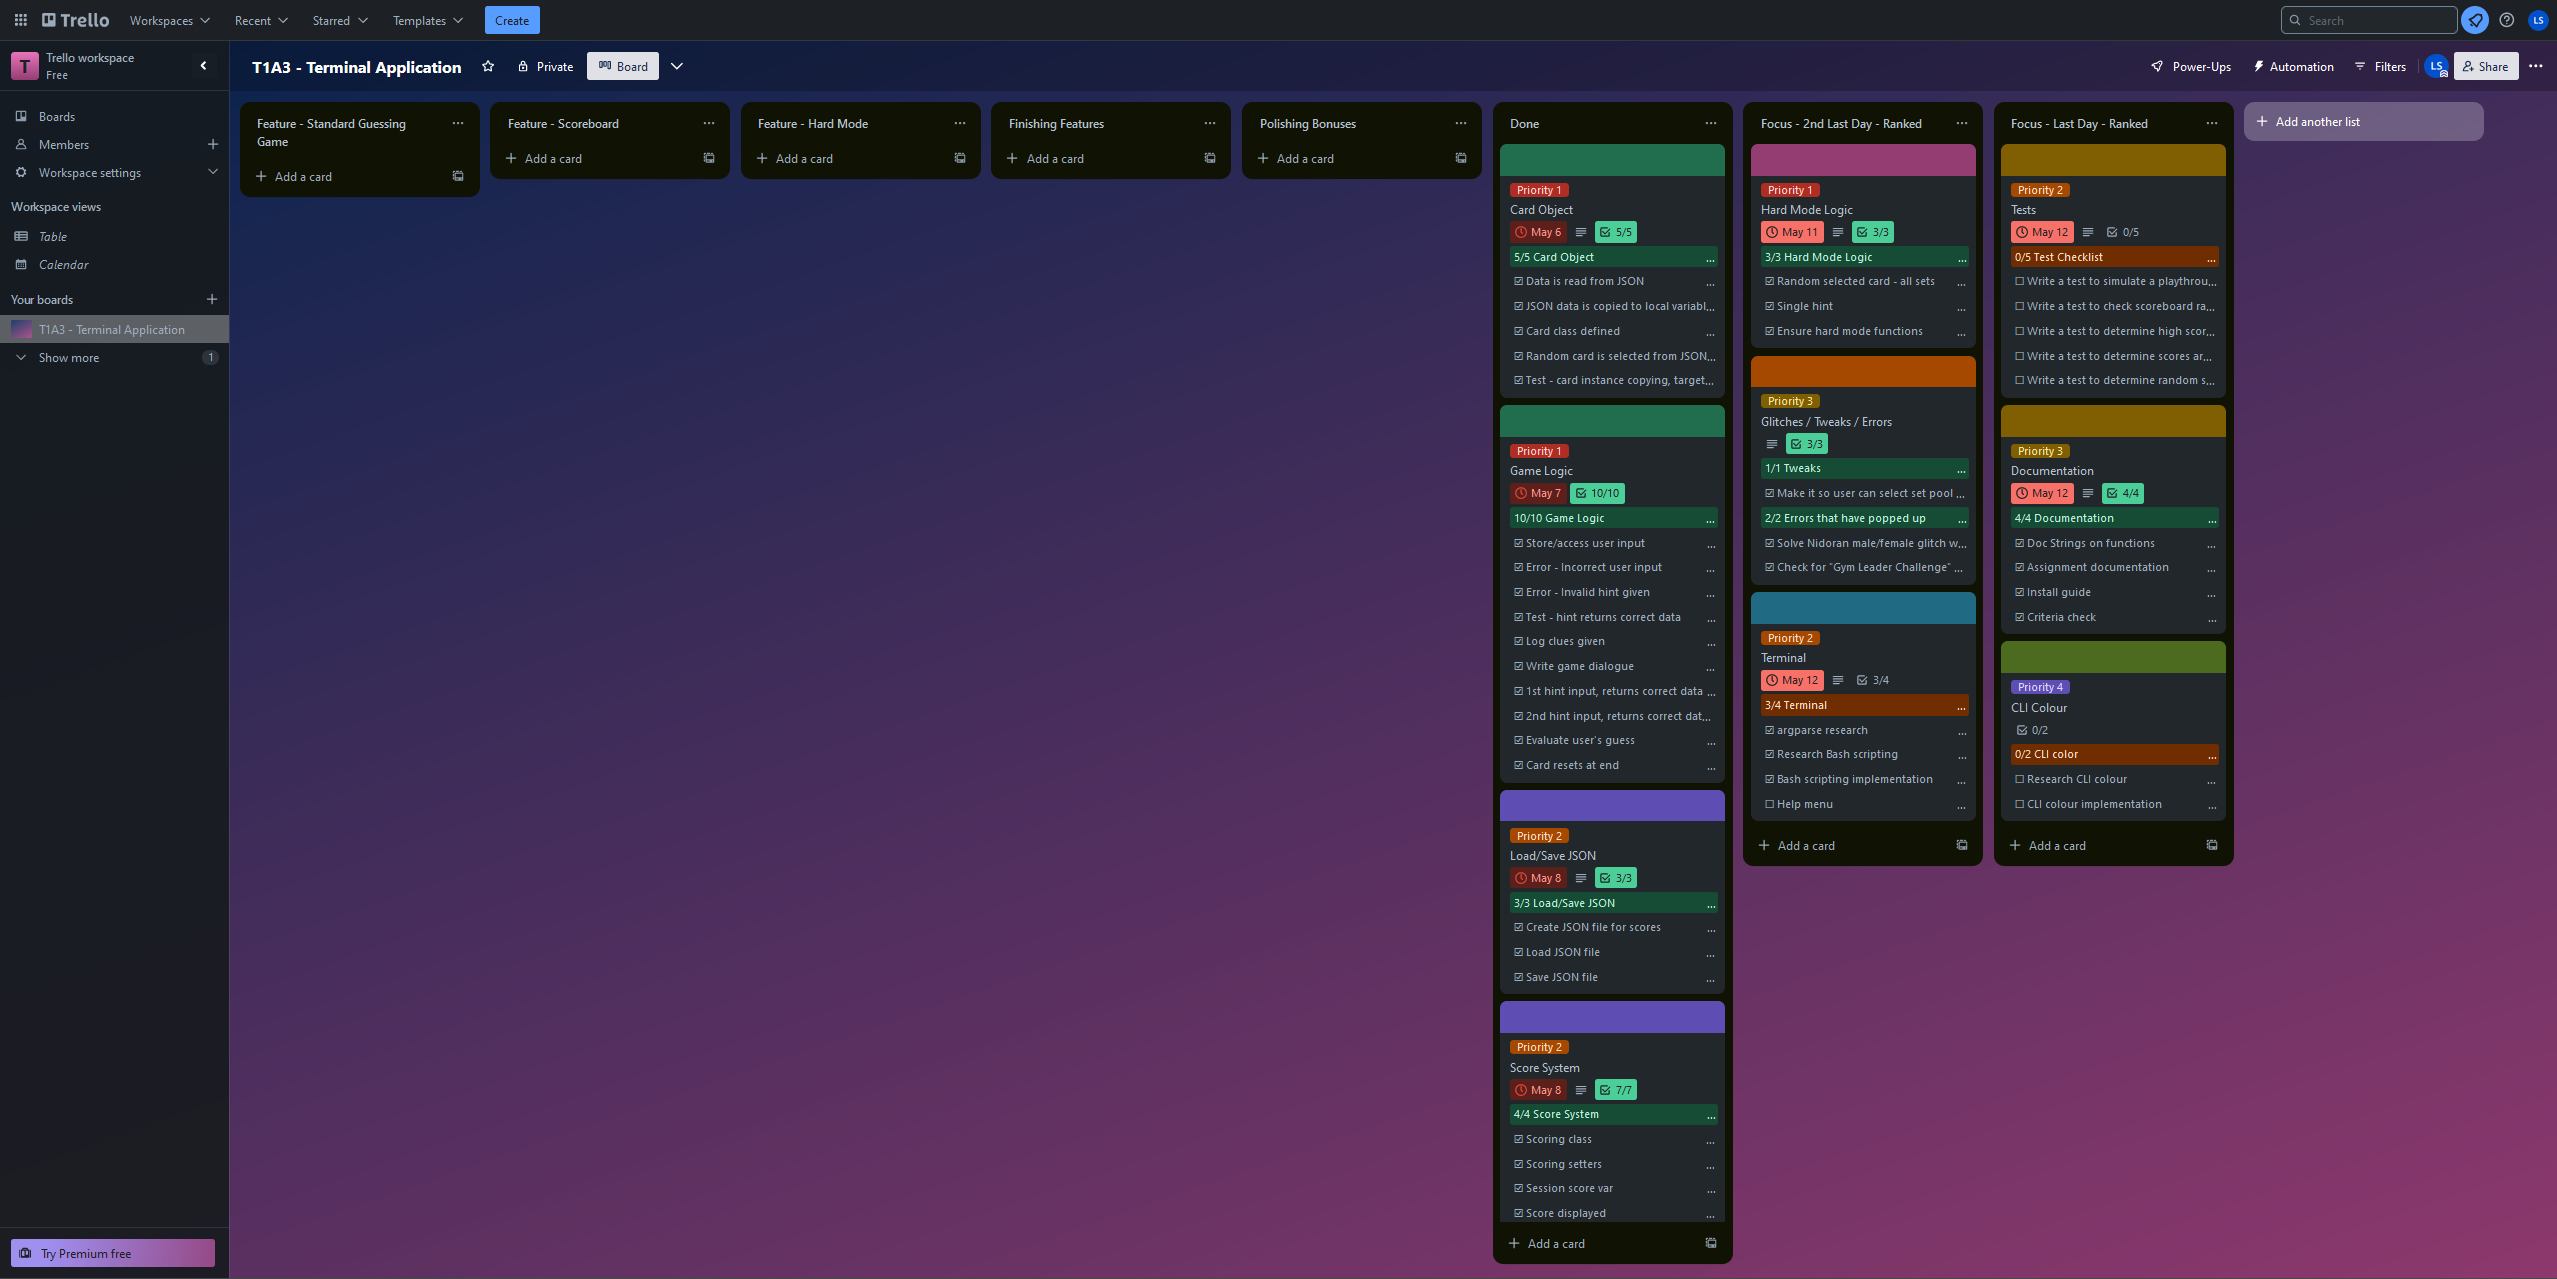 Trello
Workspaces
Recent
Starred
Templates
Create
Search
LS
T
Trello workspace
Free
Boards
Members
Workspace settings
Workspace views
Table
Calendar
Your boards
T1A3 - Terminal Application
Show more
1
Try Premium free
T1A3 - Terminal Application
Private
Board
Power-Ups
Automation
Filters
LS
Share
Feature - Standard Guessing
Game
Add a card
Feature - Scoreboard
Add a card
Feature - Hard Mode
Add a card
Finishing Features
Add a card
Polishing Bonuses
Add a card
Done
Priority 1
Card Object
May 6
5/5
5/5 Card Object ...
Data is read from JSON ...
JSON data is copied to local variabl...
Card class defined ...
Random card is selected from JSON...
Test - card instance copying, target...
Priority 1
Game Logic
May 7
10/10
10/10 Game Logic ...
Store/access user input ...
Error - Incorrect user input ...
Error - Invalid hint given ...
Test - hint returns correct data ...
Log clues given ...
Write game dialogue ...
1st hint input, returns correct data ...
2nd hint input, returns correct dat...
Evaluate user's guess ...
Card resets at end ...
Priority 2
Load/Save JSON
May 8
3/3
3/3 Load/Save JSON ...
Create JSON file for scores ...
Load JSON file ...
Save JSON file ...
Priority 2
Score System
May 8
7/7
4/4 Score System ...
Scoring class ...
Scoring setters ...
Session score var ...
Score displayed ...
Add a card
Focus - 2nd Last Day - Ranked
Priority 1
Hard Mode Logic
May 11
3/3
3/3 Hard Mode Logic ...
Random selected card - all sets ...
Single hint ...
Ensure hard mode functions ...
Priority 3
Glitches / Tweaks / Errors
3/3
1/1 Tweaks ...
Make it so user can select set pool ...
2/2 Errors that have popped up ...
Solve Nidoran male/female glitch w...
Check for "Gym Leader Challenge" ...
Priority 2
Terminal
May 12
3/4
3/4 Terminal ...
argparse research ...
Research Bash scripting ...
Bash scripting implementation ...
Help menu ...
Add a card
Focus - Last Day - Ranked
Priority 2
Tests
May 12
0/5
0/5 Test Checklist ...
Write a test to simulate a playthrou...
Write a test to check scoreboard ra...
Write a test to determine high scor...
Write a test to determine scores ar...
Write a test to determine random s...
Priority 3
Documentation
May 12
4/4
4/4 Documentation ...
Doc Strings on functions ...
Assignment documentation ...
Install guide ...
Criteria check ...
Priority 4
CLI Colour
0/2
0/2 CLI color ...
Research CLI colour ...
CLI colour implementation ...
Add a card
Add another list